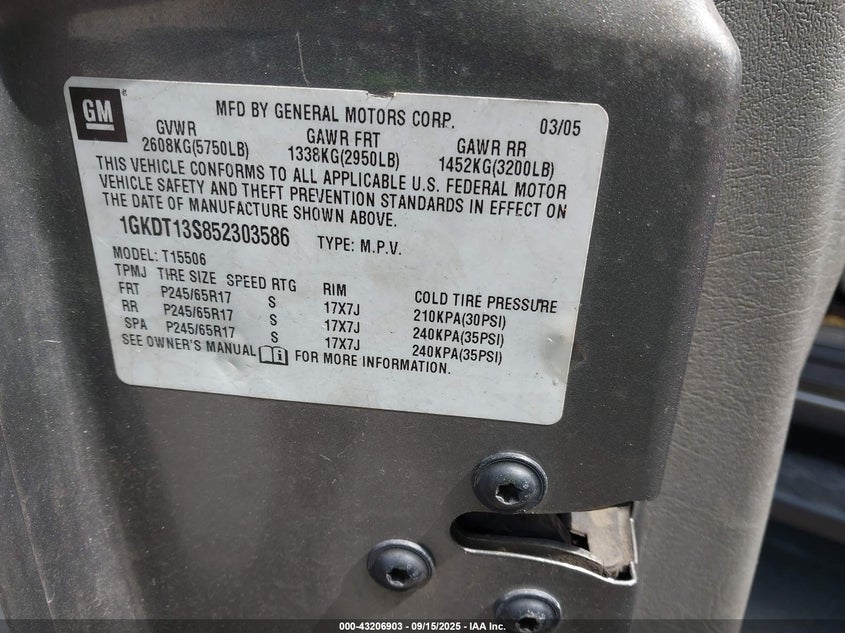 GM
MFD BY GENERAL MOTORS CORP. 03/05
GVWR GAWR FRT GAWR RR
2608KG(5750LB) 1338KG(2950LB) 1452KG(3200LB)
THIS VEHICLE CONFORMS TO ALL APPLICABLE U.S. FEDERAL MOTOR
VEHICLE SAFETY AND THEFT PREVENTION STANDARDS IN EFFECT ON
THE DATE OF MANUFACTURE SHOWN ABOVE.
1GKDT13S852303586 TYPE: M.P.V.
MODEL: T15506
TPMJ TIRE SIZE SPEED RTG RIM COLD TIRE PRESSURE
FRT P245/65R17 S 17X7J 210KPA(30PSI)
RR P245/65R17 S 17X7J 240KPA(35PSI)
SPA P245/65R17 S 17X7J 240KPA(35PSI)
SEE OWNER'S MANUAL FOR MORE INFORMATION.
000-43206903 - 09/15/2025 - IAA Inc.